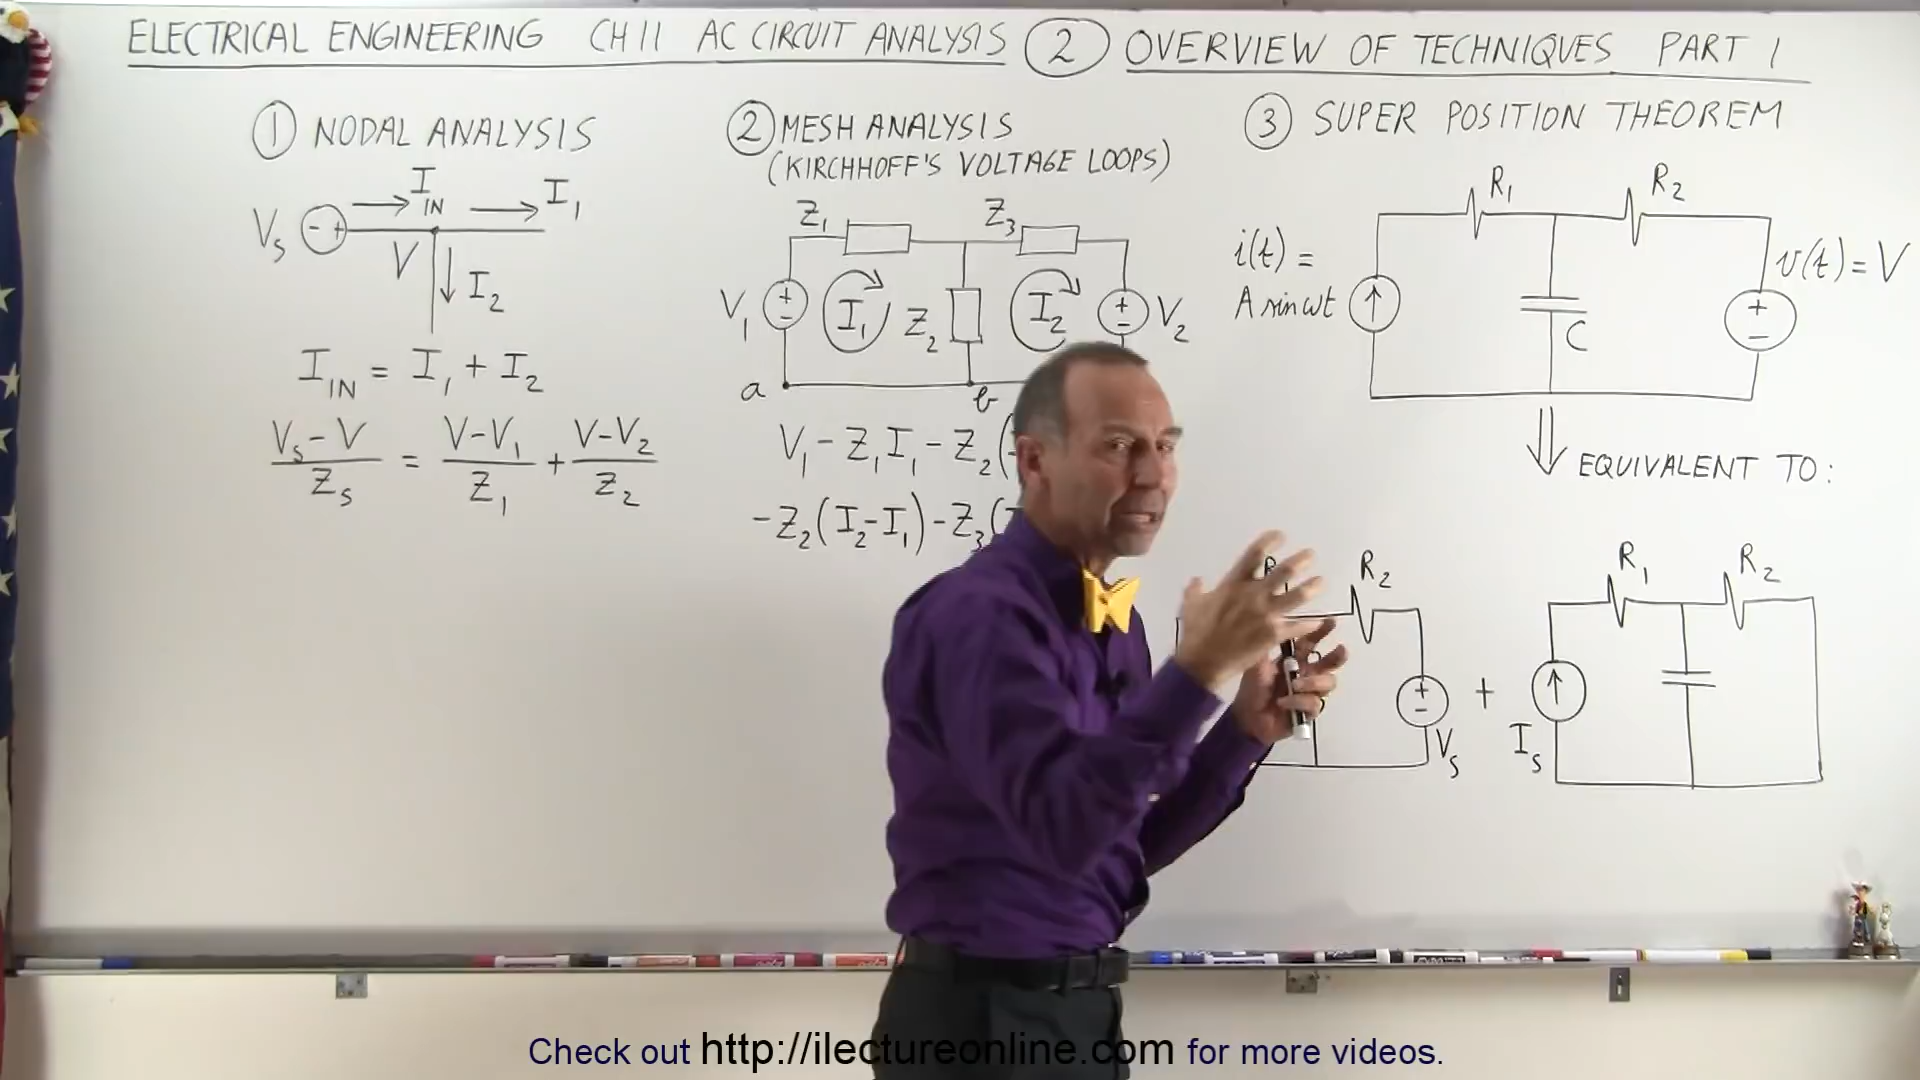 ELECTRICAL ENGINEERING CH 11 AC CIRCUIT ANALYSIS (2) OVERVIEW OF TECHNIQUES PART 1
① NODAL ANALYSIS
I_IN I_1
V_S - + V I_2
I_IN = I_1 + I_2
(V_S - V)/Z_S = (V - V_1)/Z_1 + (V - V_2)/Z_2
② MESH ANALYSIS
(KIRCHHOFF'S VOLTAGE LOOPS)
Z_1 Z_3
V_1 + - I_1 Z_2 I_2 + - V_2
a b
V_1 - Z_1 I_1 - Z_2(
-Z_2(I_2 - I_1) - Z_3(
③ SUPER POSITION THEOREM
R_1 R_2
i(t) = v(t) = V
A sin ωt C + -
⇓ EQUIVALENT TO:
R_1 R_2 R_1 R_2
+ - V_S + I_S
Check out http://ilectureonline.com for more videos.